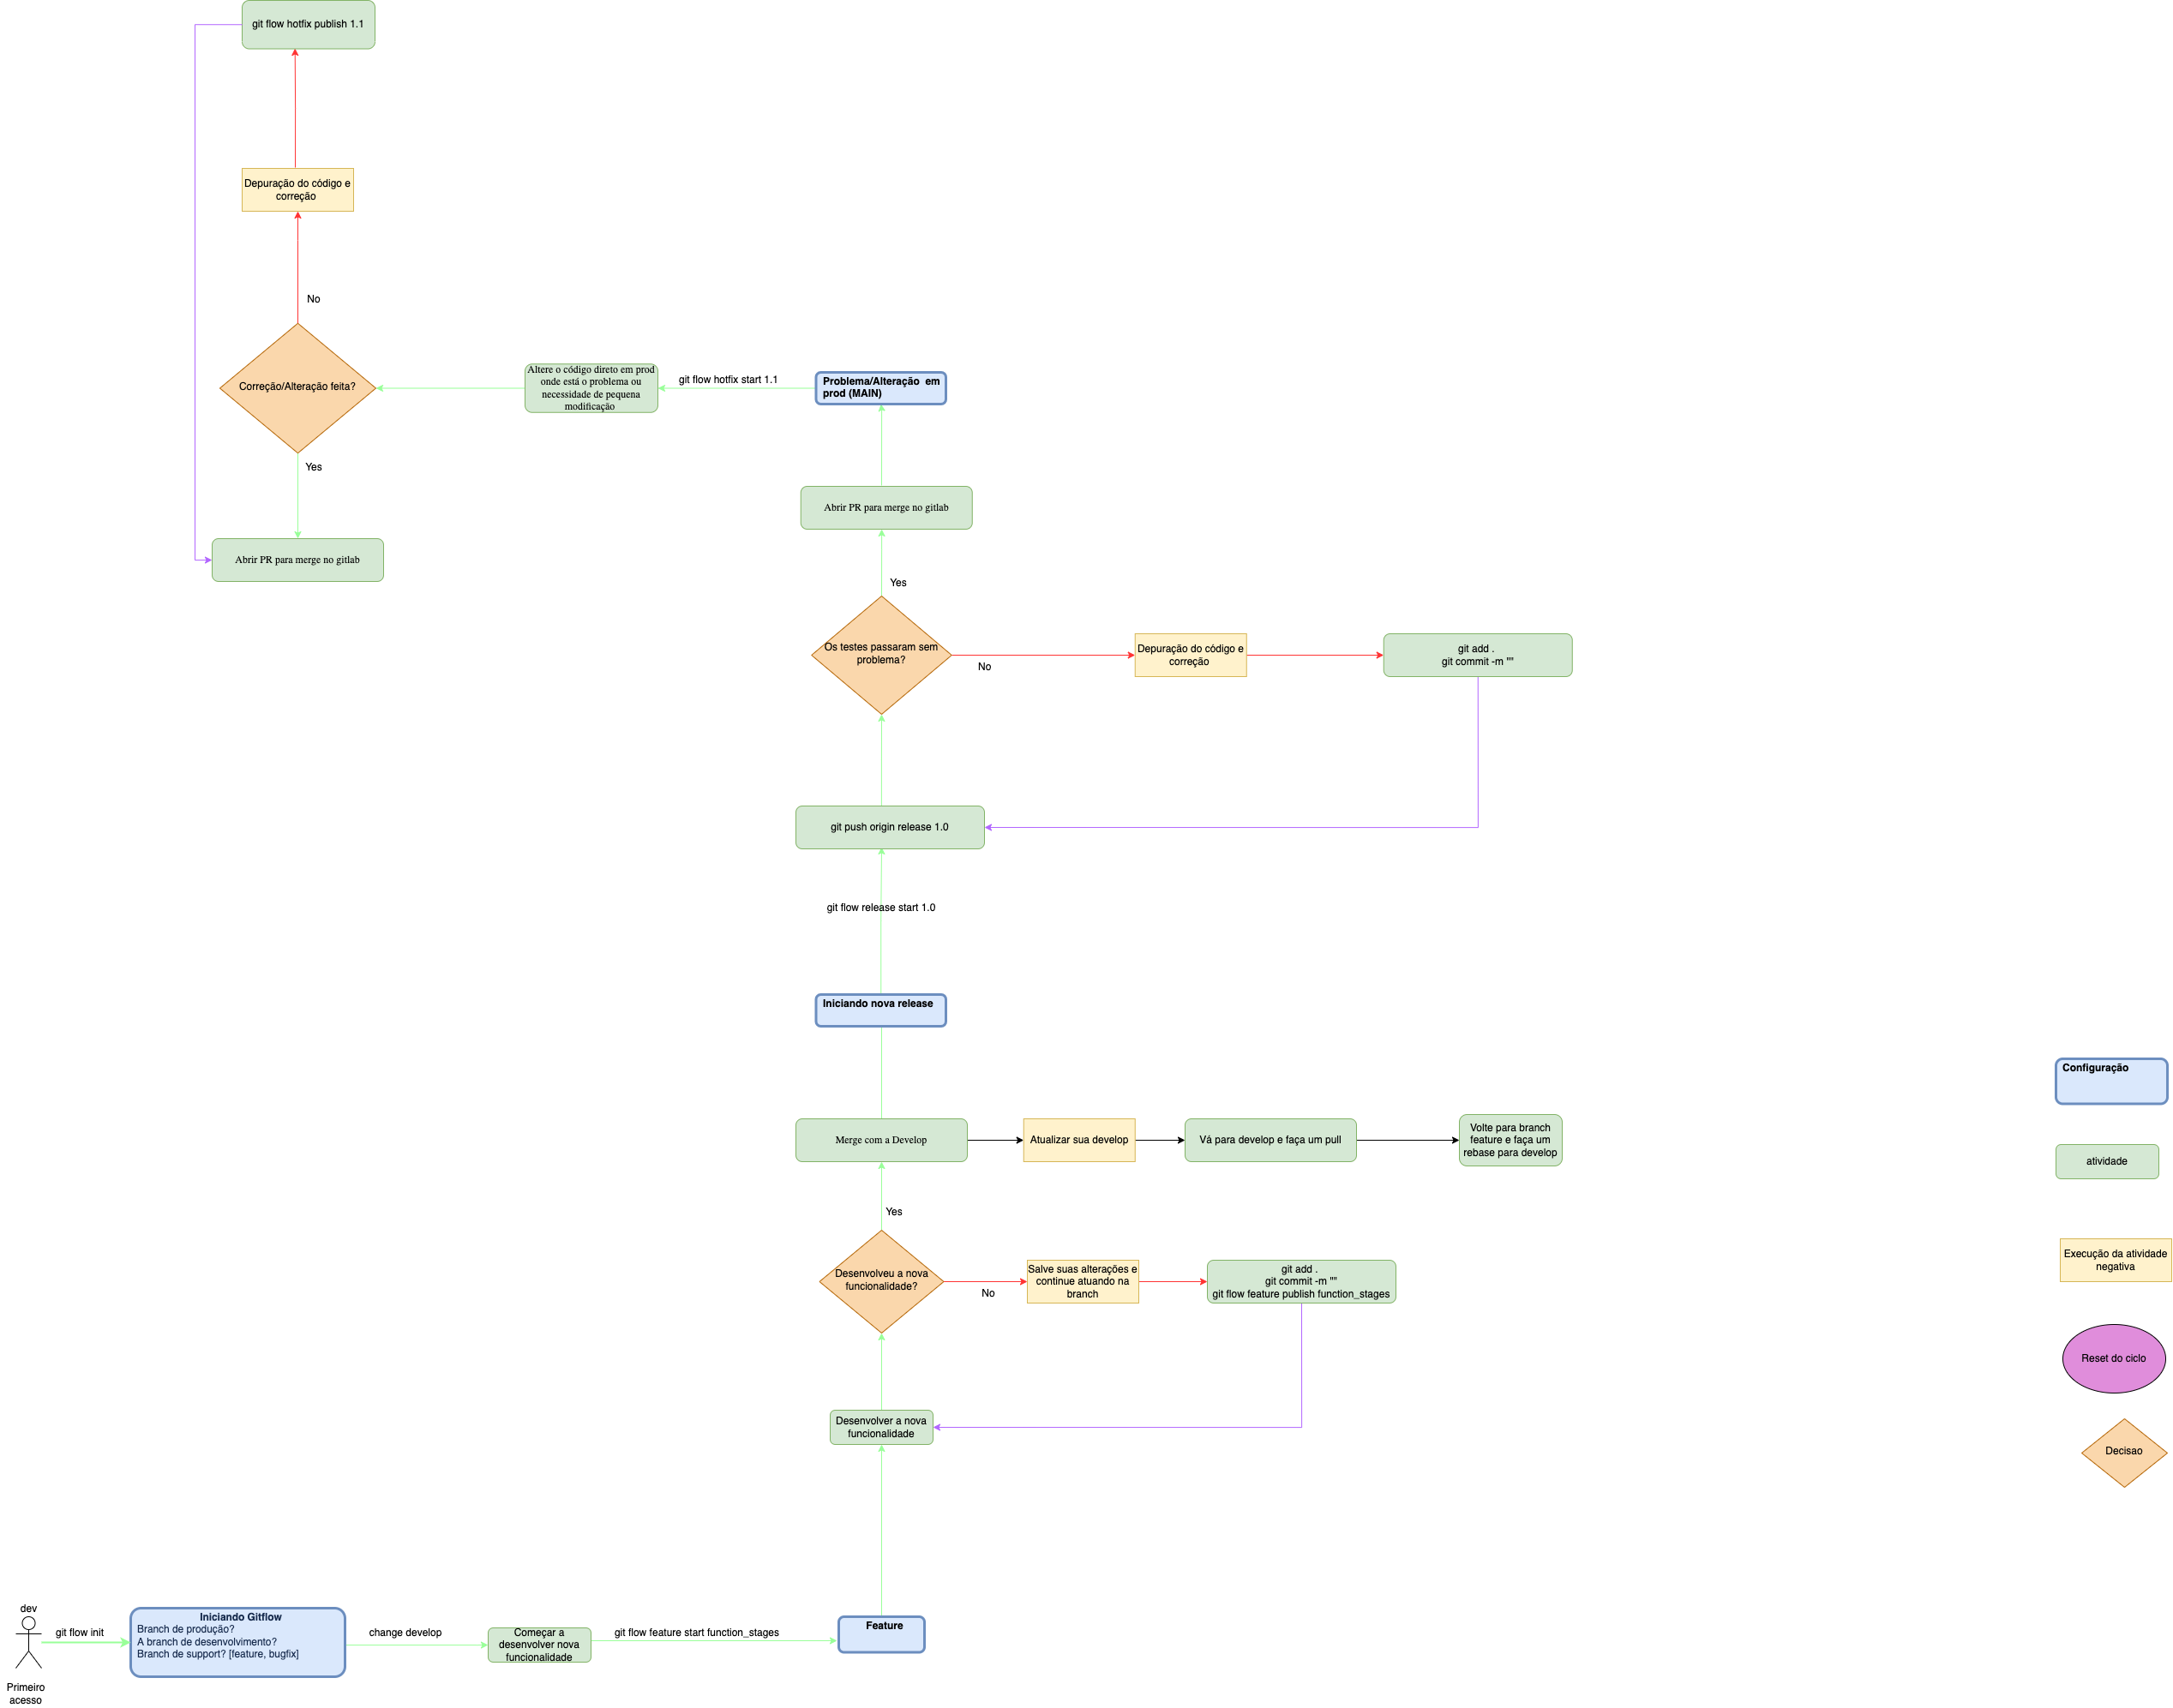 git flow hotfix publish 1.1
Depuração do código e
correção
No
Correção/Alteração feita?
Altere o código direto em prod
onde está o problema ou
necessidade de pequena
modificação
git flow hotfix start 1.1
Problema/Alteração  em
prod (MAIN)
Yes
Abrir PR para merge no gitlab
Abrir PR para merge no gitlab
Yes
Os testes passaram sem
problema?
No
Depuração do código e
correção
git add .
git commit -m ""
git push origin release 1.0
git flow release start 1.0
Iniciando nova release
Merge com a Develop
Atualizar sua develop
Vá para develop e faça um pull
Volte para branch
feature e faça um
rebase para develop
Yes
Desenvolveu a nova
funcionalidade?
No
Salve suas alterações e
continue atuando na
branch
git add .
git commit -m ""
git flow feature publish function_stages
Desenvolver a nova
funcionalidade
Configuração
atividade
Execução da atividade
negativa
Reset do ciclo
Decisao
dev
git flow init
Primeiro
acesso
Iniciando Gitflow
Branch de produção?
A branch de desenvolvimento?
Branch de support? [feature, bugfix]
change develop
Começar a
desenvolver nova
funcionalidade
git flow feature start function_stages
Feature